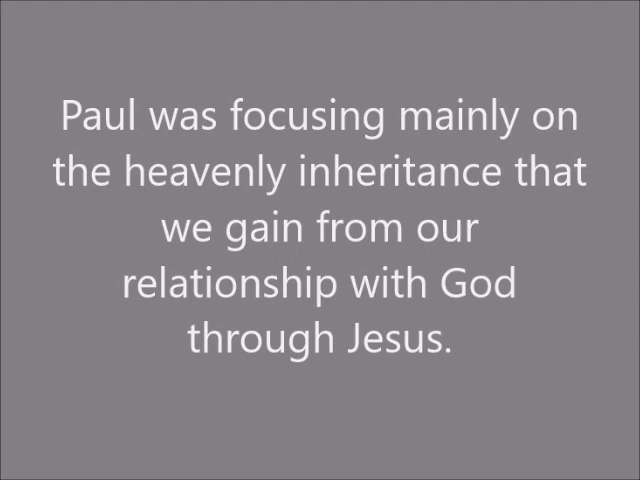 Paul was focusing mainly on
the heavenly inheritance that
we gain from our
relationship with God
through Jesus.